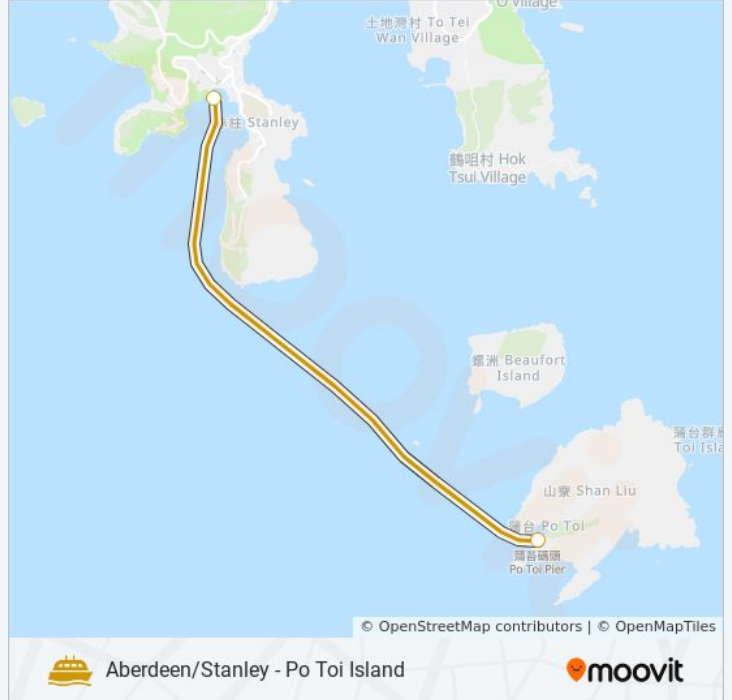 O Village
土地灣村 To Tei
Wan Village
柱 Stanley
鶴咀村 Hok
Tsui Village
螺洲 Beaufort
Island
蒲台群島
Toi Isla
山寮 Shan Liu
蒲台 Po Toi
蒲苔碼頭
Po Toi Pier
© OpenStreetMap contributors | © OpenMapTiles
Aberdeen/Stanley - Po Toi Island
moovit